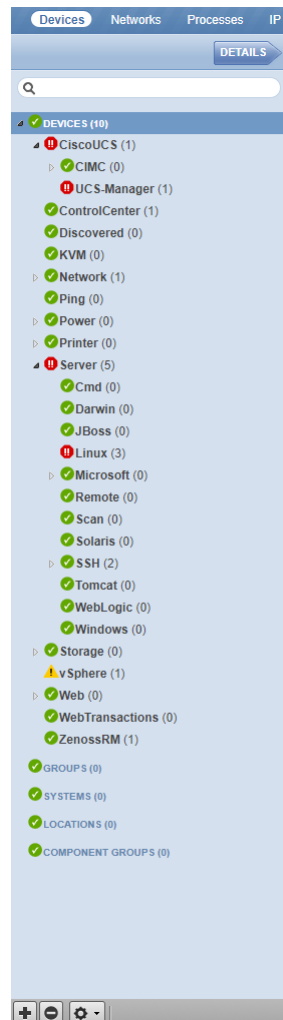 Devices Networks Processes IP
DETAILS
DEVICES (10)
CiscoUCS (1)
CIMC (0)
UCS-Manager (1)
ControlCenter (1)
Discovered (0)
KVM (0)
Network (1)
Ping (0)
Power (0)
Printer (0)
Server (5)
Cmd (0)
Darwin (0)
JBoss (0)
Linux (3)
Microsoft (0)
Remote (0)
Scan (0)
Solaris (0)
SSH (2)
Tomcat (0)
WebLogic (0)
Windows (0)
Storage (0)
vSphere (1)
Web (0)
WebTransactions (0)
ZenossRM (1)
GROUPS (0)
SYSTEMS (0)
LOCATIONS (0)
COMPONENT GROUPS (0)